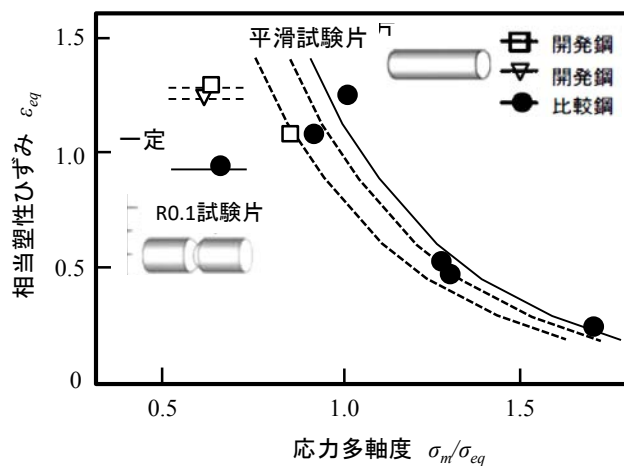 1.5
1.0
0.5
0
相当塑性ひずみ εeq
平滑試験片
開発鋼
開発鋼
比較鋼
一定
R0.1試験片
0.5
1.0
1.5
応力多軸度 σm/σeq